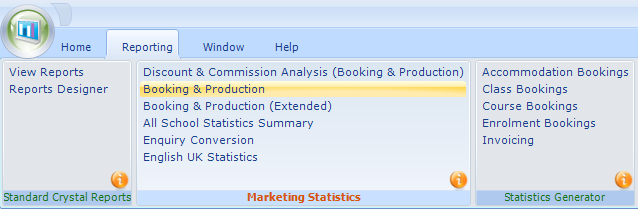 Home Reporting Window Help
View Reports
Reports Designer
Standard Crystal Reports
Discount & Commission Analysis (Booking & Production)
Booking & Production
Booking & Production (Extended)
All School Statistics Summary
Enquiry Conversion
English UK Statistics
Marketing Statistics
Accommodation Bookings
Class Bookings
Course Bookings
Enrolment Bookings
Invoicing
Statistics Generator